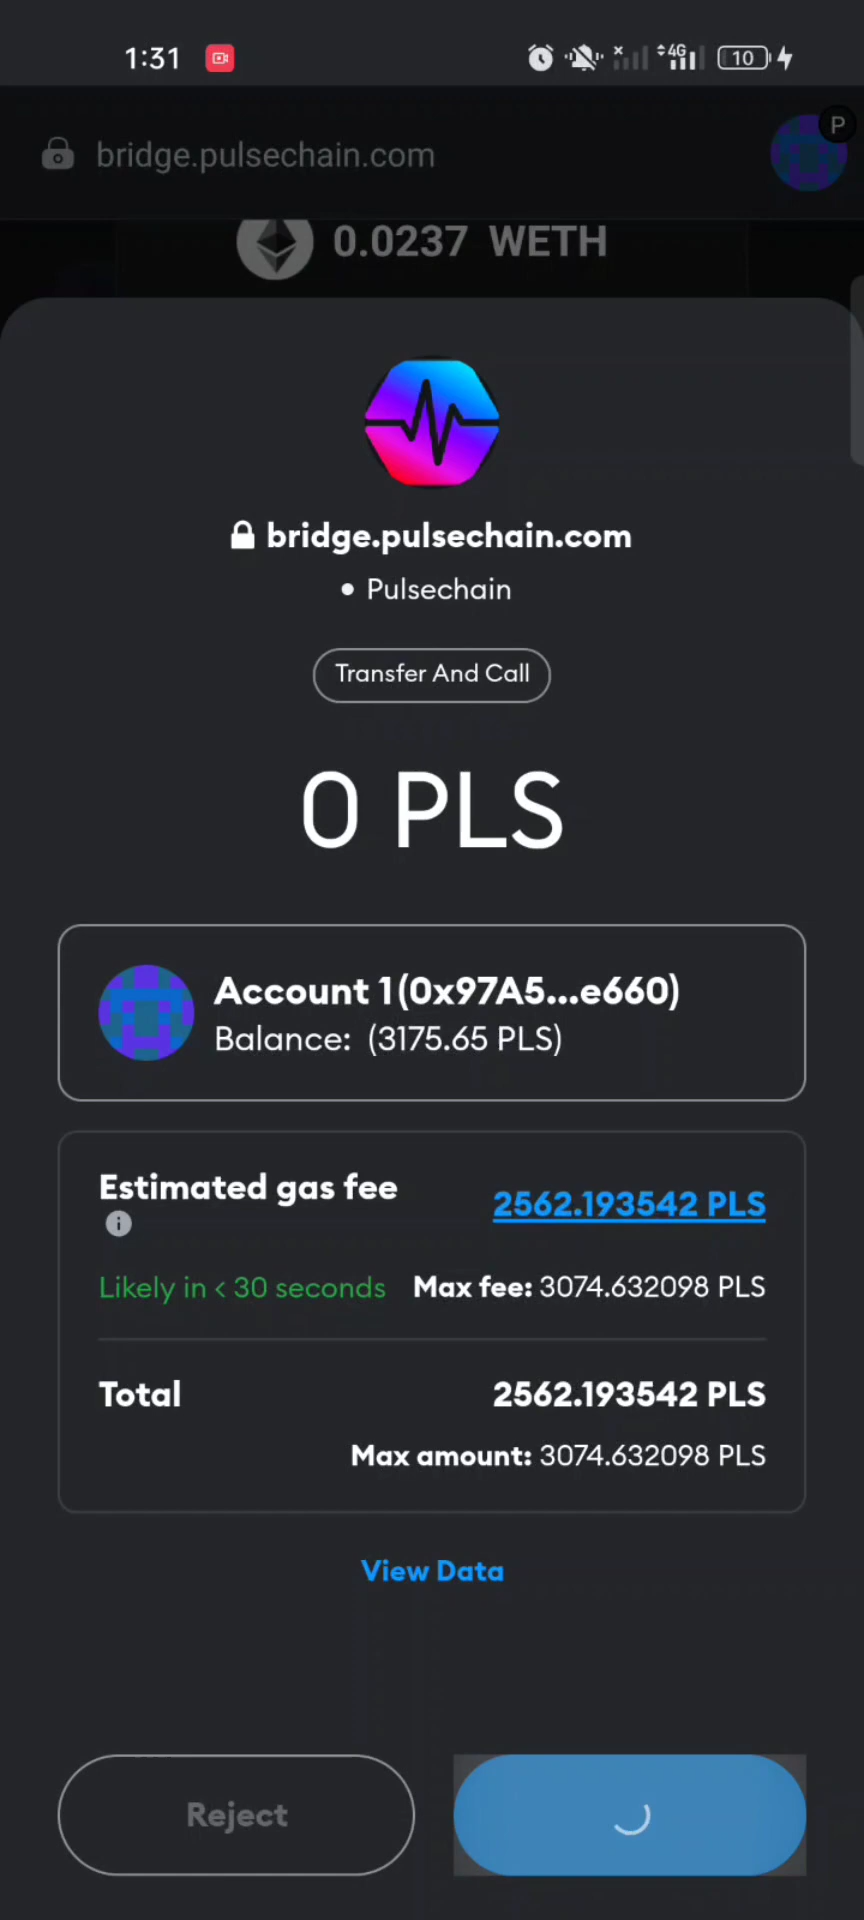 1:31
4G
10
bridge.pulsechain.com
P
0.0237 WETH
bridge.pulsechain.com
Pulsechain
Transfer And Call
0 PLS
Account 1 (0x97A5...e660)
Balance: (3175.65 PLS)
Estimated gas fee
2562.193542 PLS
Likely in < 30 seconds Max fee: 3074.632098 PLS
Total 2562.193542 PLS
Max amount: 3074.632098 PLS
View Data
Reject